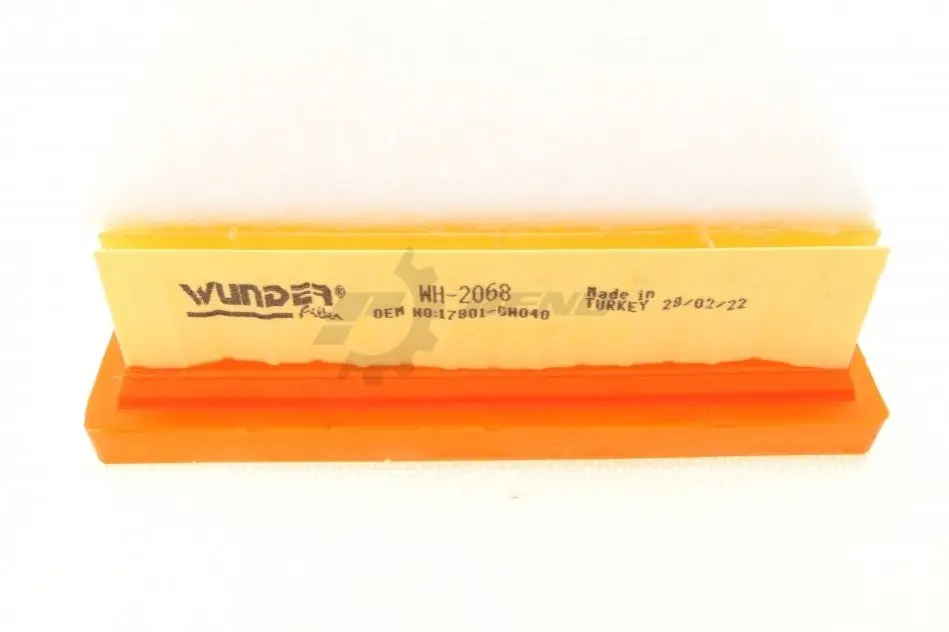 WUNDER® WH-2068 Made in
Filter OEM NO:17801-0H040 TURKEY 28/02/22